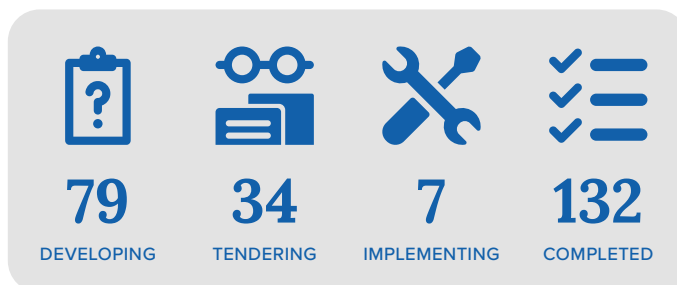 ?
79 34 7 132
DEVELOPING TENDERING IMPLEMENTING COMPLETED